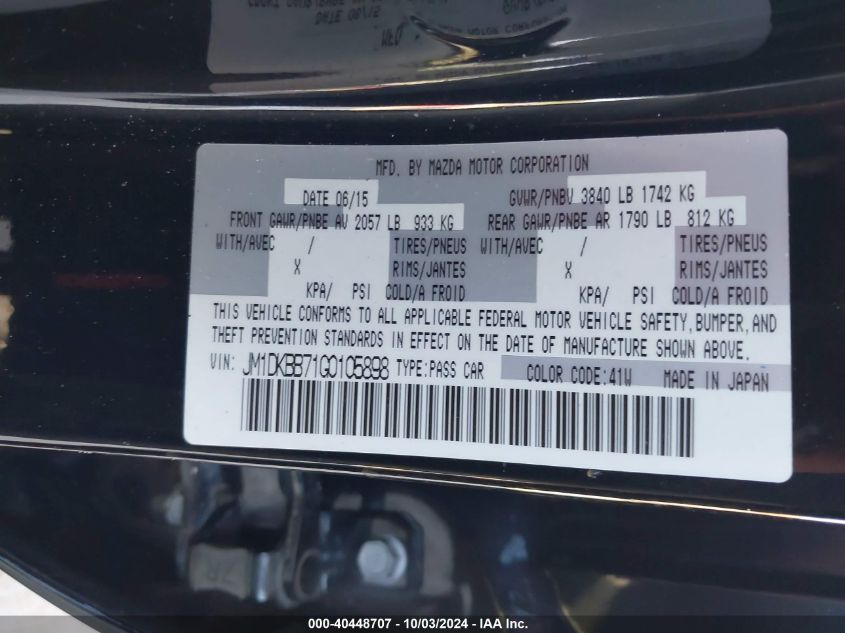 DATE 06/12
MFD. BY MAZDA MOTOR CORPORATION
DATE 06/15 GVWR/PNBV 3840 LB 1742 KG
FRONT GAWR/PNBE AV 2057 LB 933 KG REAR GAWR/PNBE AR 1790 LB 812 KG
WITH/AVEC / TIRES/PNEUS WITH/AVEC / TIRES/PNEUS
X RIMS/JANTES X RIMS/JANTES
KPA/ PSI COLD/A FROID KPA/ PSI COLD/A FROID
THIS VEHICLE CONFORMS TO ALL APPLICABLE FEDERAL MOTOR VEHICLE SAFETY,BUMPER,AND
THEFT PREVENTION STANDARDS IN EFFECT ON THE DATE OF MANUFACTURE SHOWN ABOVE.
VIN: JM1DKBB71G0105898 TYPE:PASS CAR COLOR CODE:41W MADE IN JAPAN
000-40448707 - 10/03/2024 - IAA Inc.